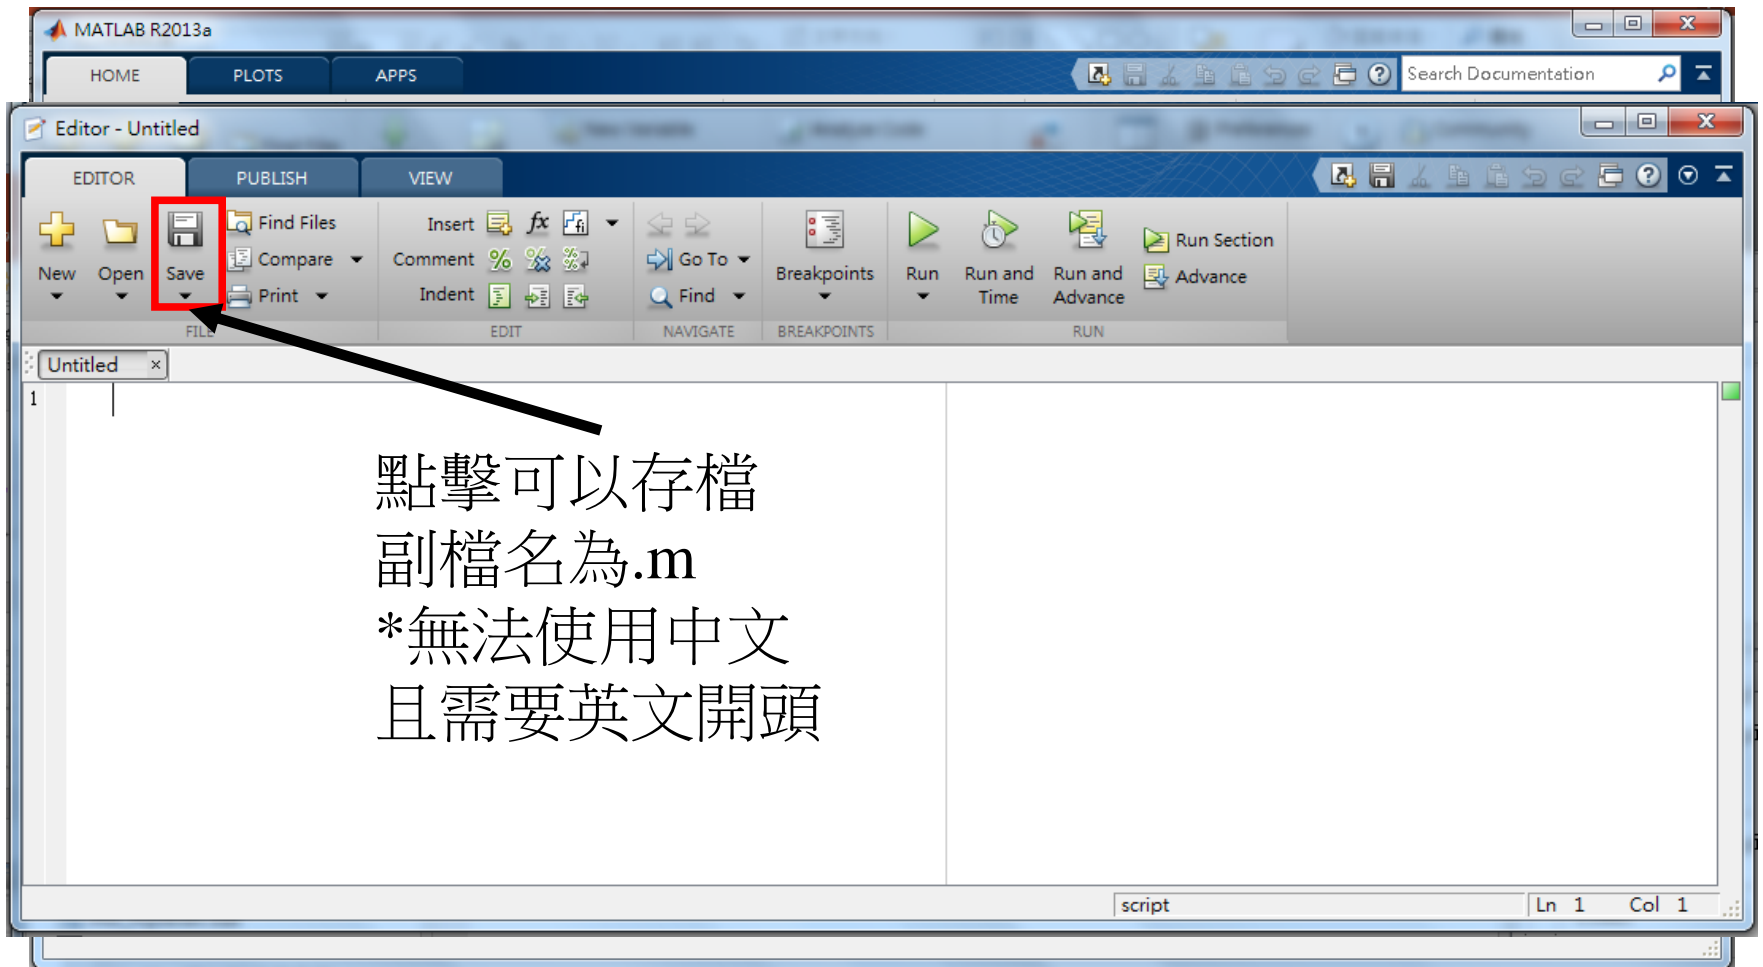 MATLAB R2013a
HOME PLOTS APPS
Search Documentation
Editor - Untitled
EDITOR PUBLISH VIEW
New Open Save
Find Files
Compare
Print
FILE
Insert fx fi
Comment
Indent
EDIT
Go To
Find
NAVIGATE
Breakpoints
BREAKPOINTS
Run
Run and Time
Run and Advance
Run Section
Advance
RUN
Untitled
1
點擊可以存檔
副檔名為.m
*無法使用中文
且需要英文開頭
script Ln 1 Col 1